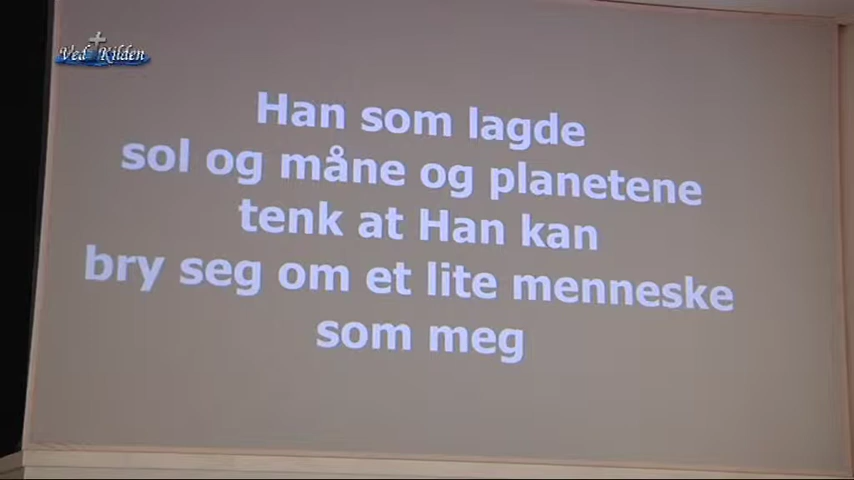 Ved Kilden
Han som lagde
sol og måne og planetene
tenk at Han kan
bry seg om et lite menneske
som meg